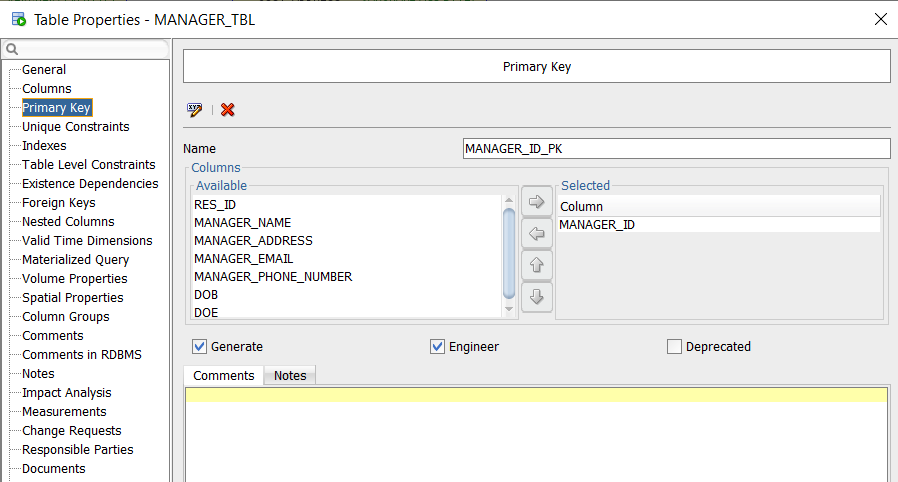 Table Properties - MANAGER_TBL
General
Columns
Primary Key
Unique Constraints
Indexes
Table Level Constraints
Existence Dependencies
Foreign Keys
Nested Columns
Valid Time Dimensions
Materialized Query
Volume Properties
Spatial Properties
Column Groups
Comments
Comments in RDBMS
Notes
Impact Analysis
Measurements
Change Requests
Responsible Parties
Documents
Primary Key
Name
MANAGER_ID_PK
Columns
Available
RES_ID
MANAGER_NAME
MANAGER_ADDRESS
MANAGER_EMAIL
MANAGER_PHONE_NUMBER
DOB
DOE
Selected
Column
MANAGER_ID
Generate
Engineer
Deprecated
Comments
Notes